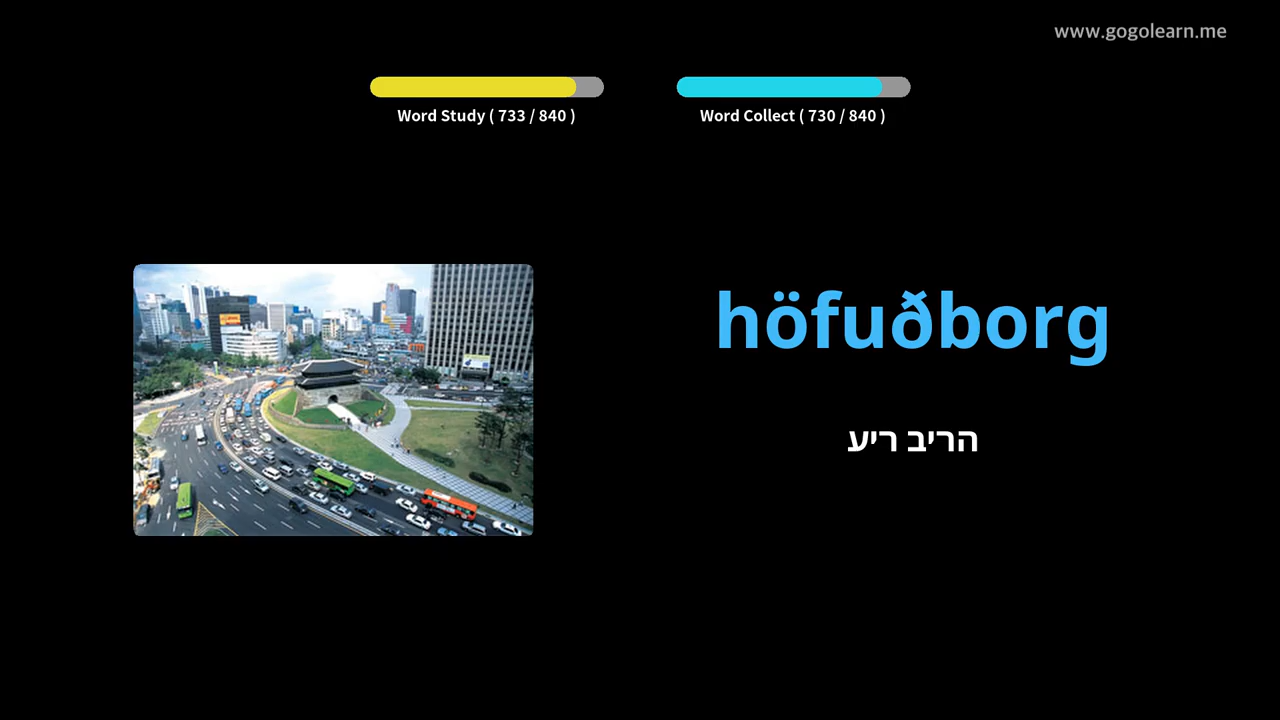 www.gogolearn.me
Word Study ( 733 / 840 )
Word Collect ( 730 / 840 )
höfuðborg
הריב ריע